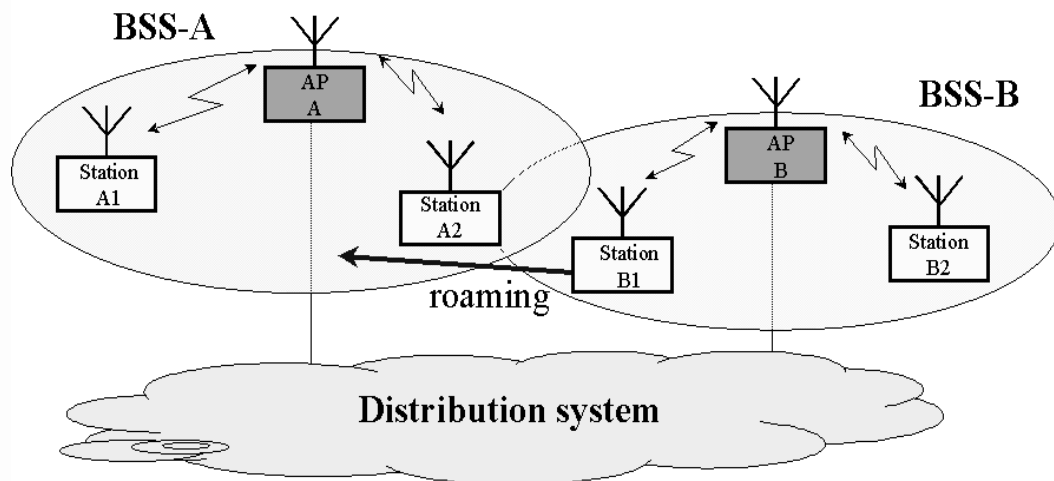 BSS-A
AP
A
BSS-B
Station
A1
AP
B
Station
A2
Station
B1
Station
B2
roaming
Distribution system